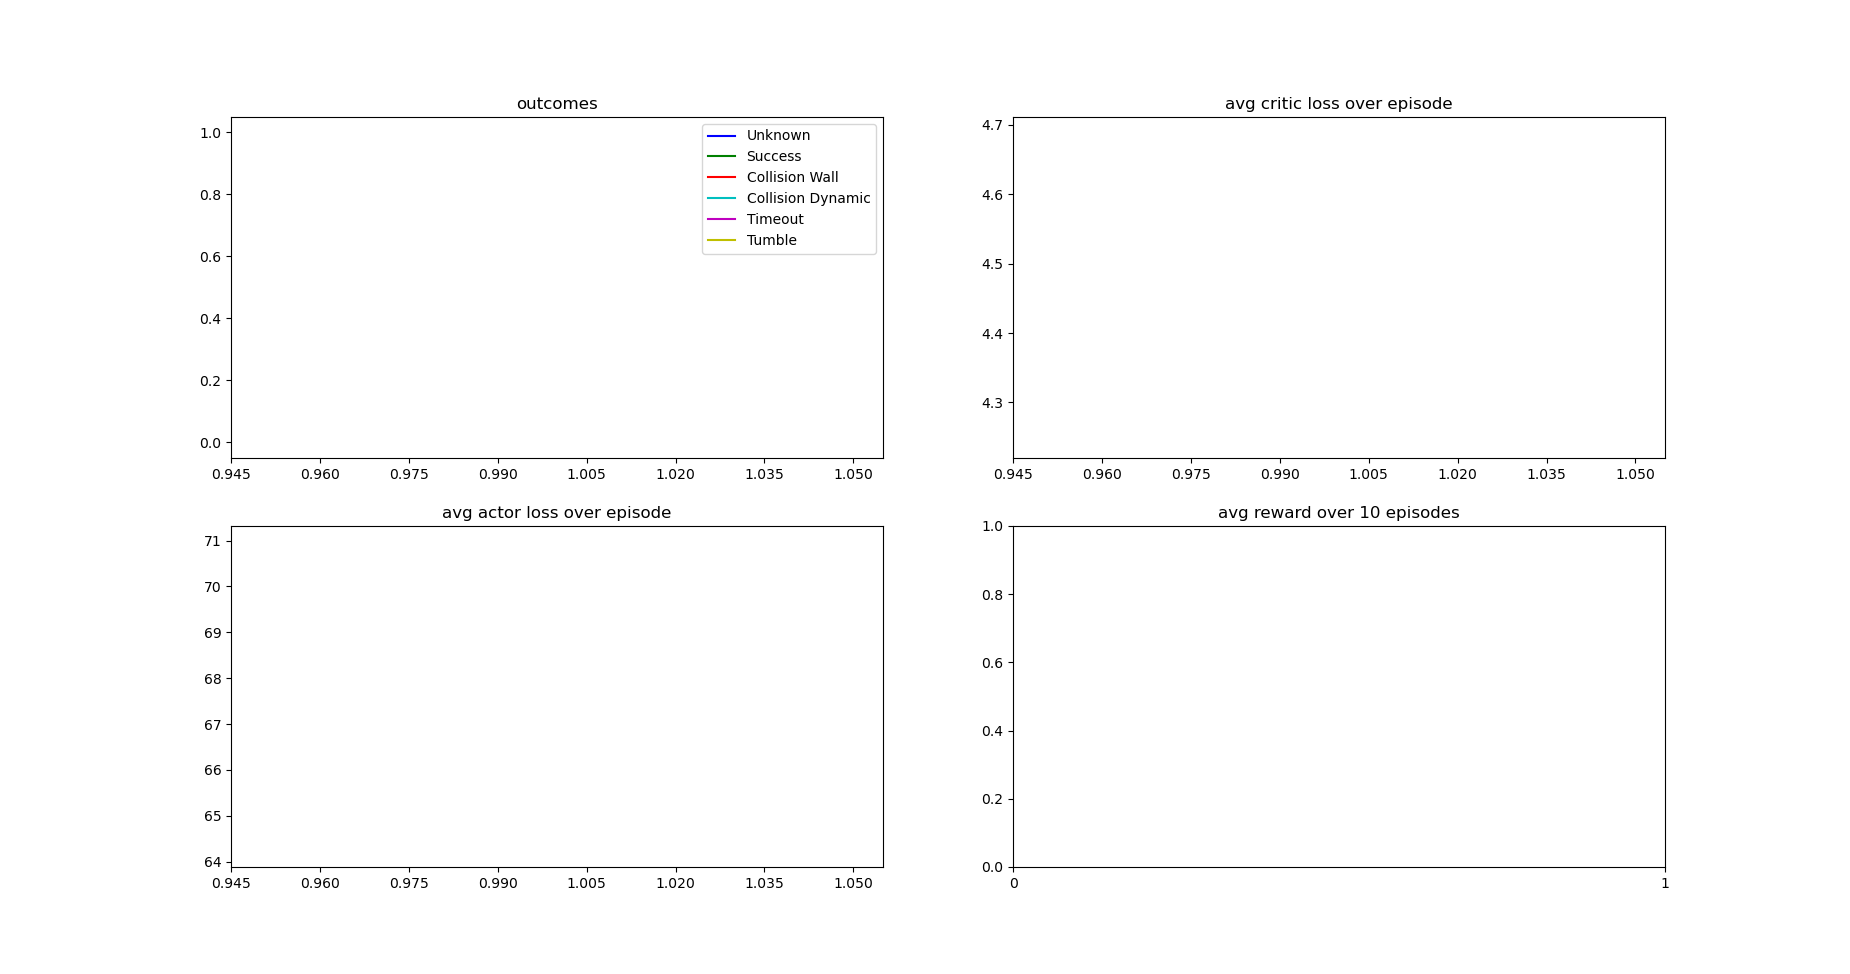 outcomes
1.0
0.8
0.6
0.4
0.2
0.0
Unknown
Success
Collision Wall
Collision Dynamic
Timeout
Tumble
0.945 0.960 0.975 0.990 1.005 1.020 1.035 1.050
avg critic loss over episode
4.7
4.6
4.5
4.4
4.3
0.945 0.960 0.975 0.990 1.005 1.020 1.035 1.050
avg actor loss over episode
71
70
69
68
67
66
65
64
0.945 0.960 0.975 0.990 1.005 1.020 1.035 1.050
avg reward over 10 episodes
1.0
0.8
0.6
0.4
0.2
0.0
0 1